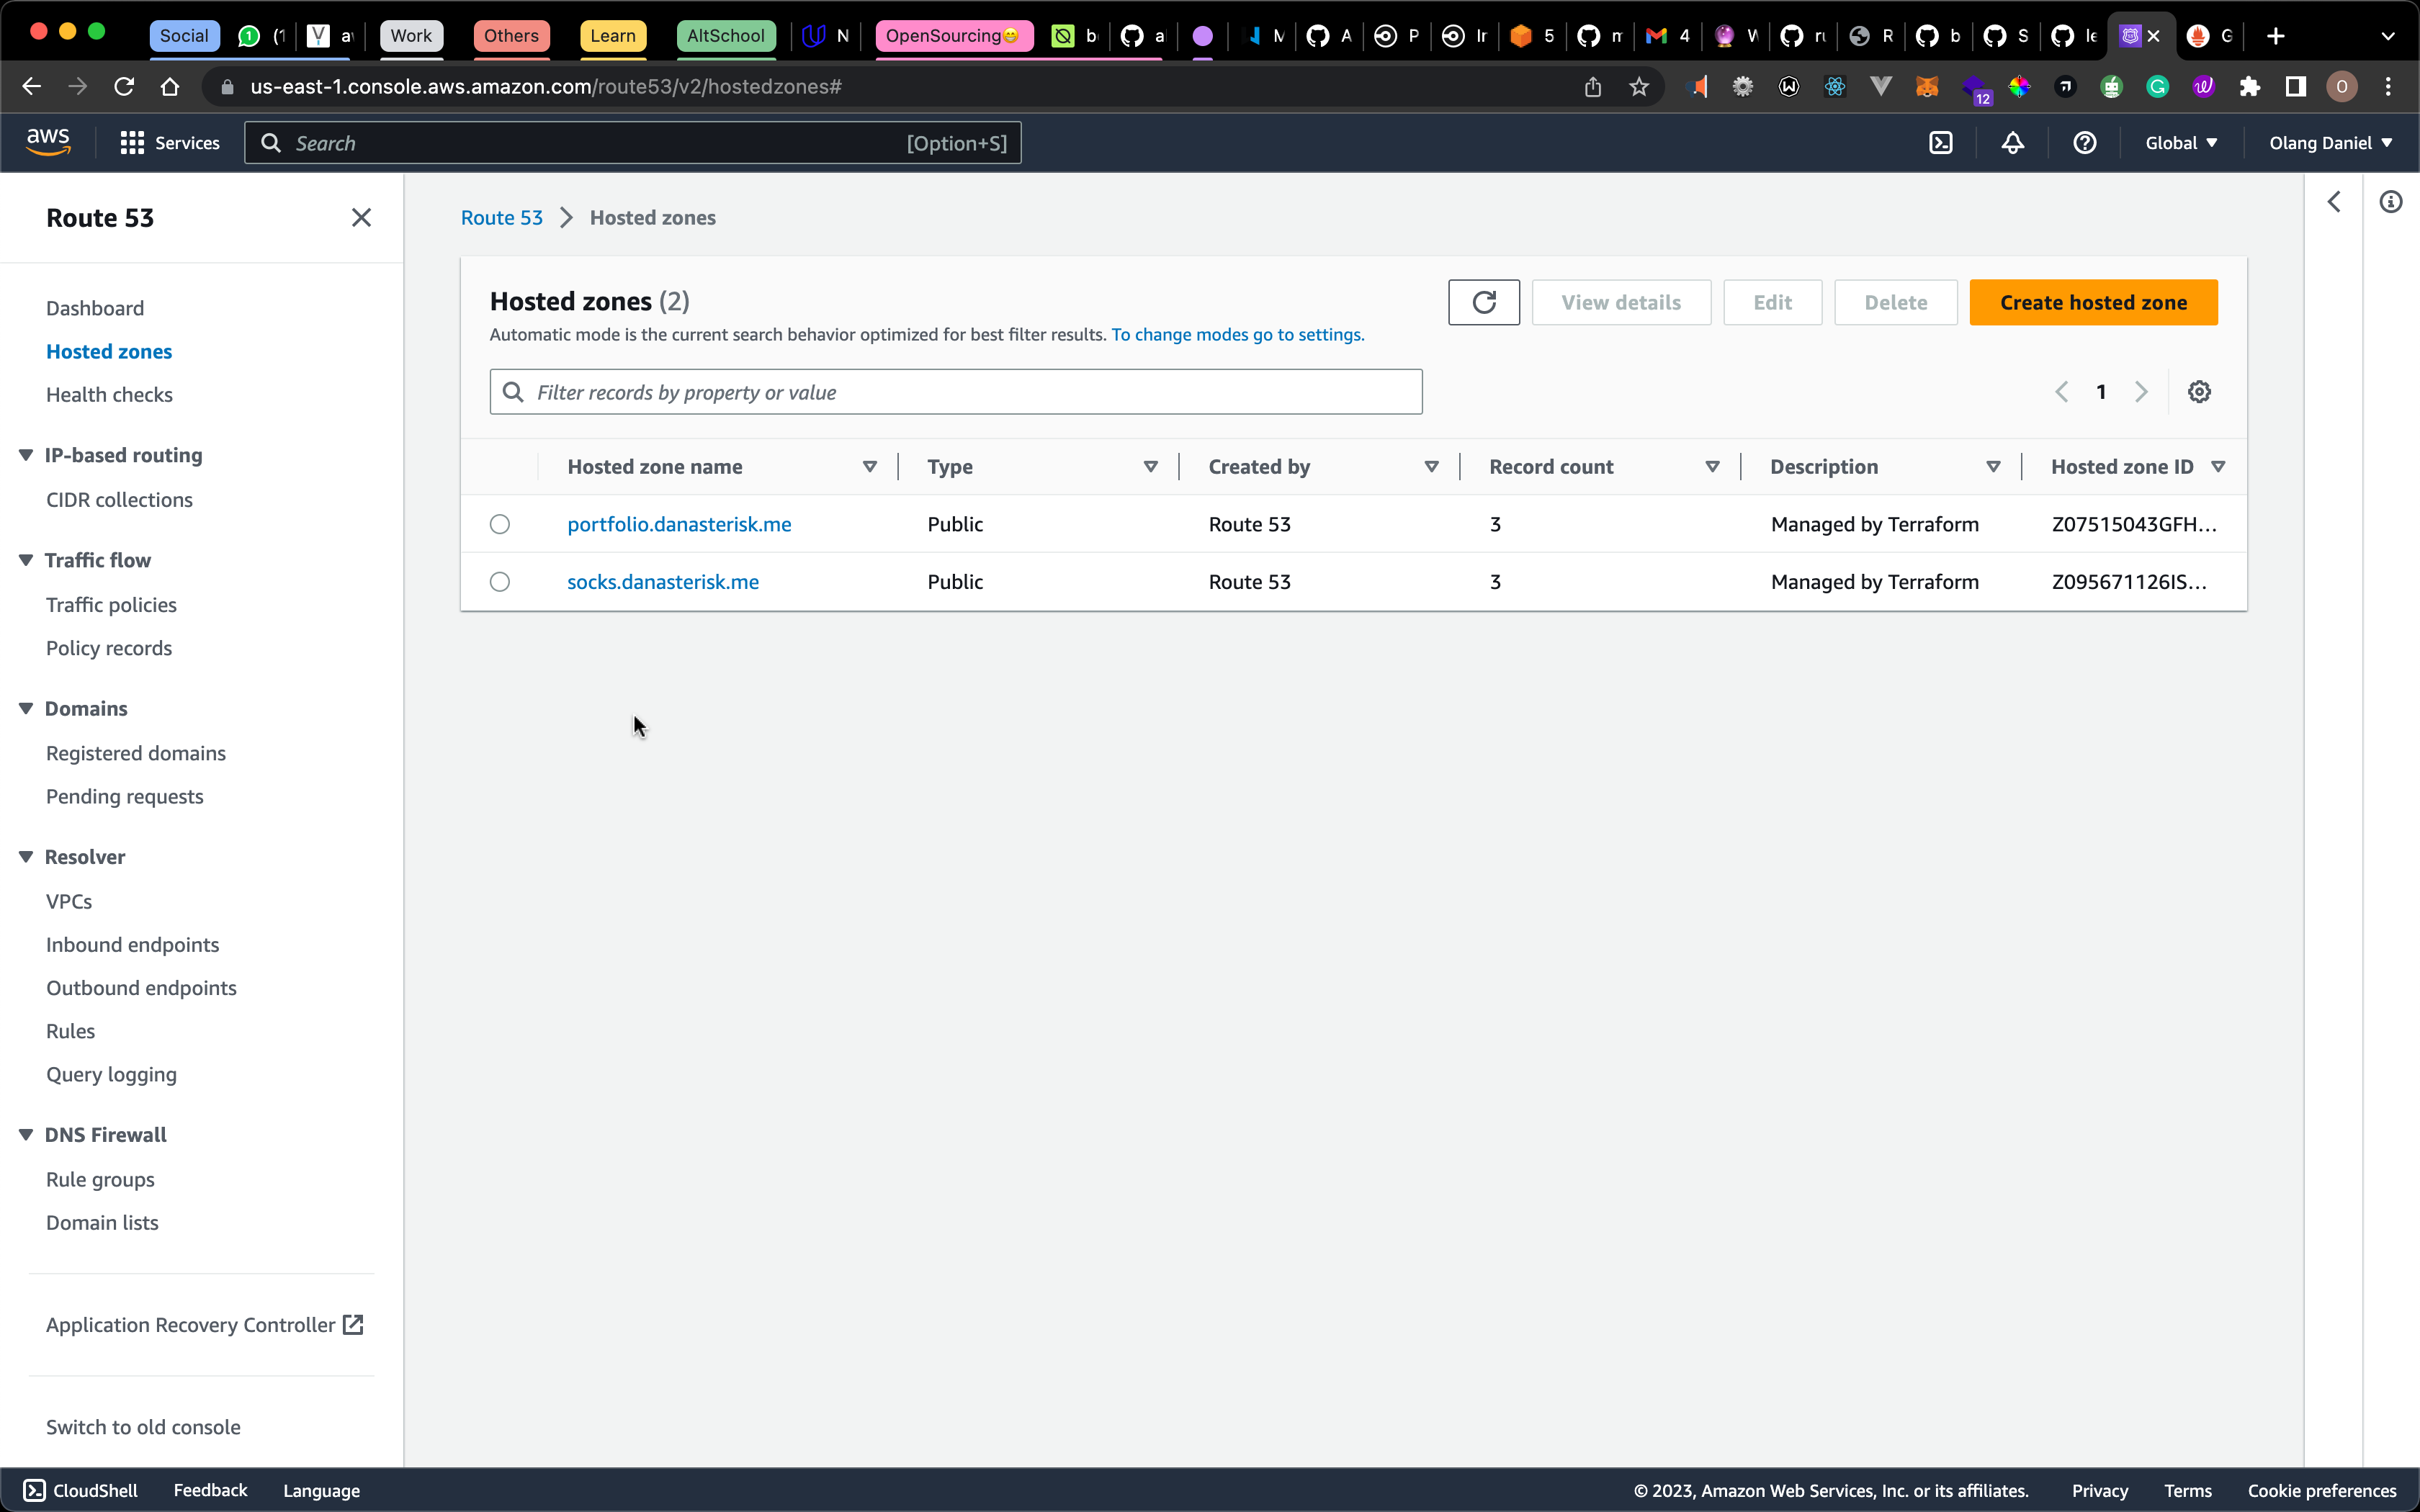 Social (1 av Work Others Learn AltSchool N OpenSourcing😁 b a M A P Ir 5 m 4 W ru R b S le G
us-east-1.console.aws.amazon.com/route53/v2/hostedzones#
12 O
aws Services Search [Option+S] Global Olang Daniel
Route 53
Dashboard
Hosted zones
Health checks
IP-based routing
CIDR collections
Traffic flow
Traffic policies
Policy records
Domains
Registered domains
Pending requests
Resolver
VPCs
Inbound endpoints
Outbound endpoints
Rules
Query logging
DNS Firewall
Rule groups
Domain lists
Application Recovery Controller
Switch to old console
Route 53 Hosted zones
Hosted zones (2) View details Edit Delete Create hosted zone
Automatic mode is the current search behavior optimized for best filter results. To change modes go to settings.
Filter records by property or value 1
Hosted zone name Type Created by Record count Description Hosted zone ID
portfolio.danasterisk.me Public Route 53 3 Managed by Terraform Z07515043GFH...
socks.danasterisk.me Public Route 53 3 Managed by Terraform Z095671126IS...
CloudShell Feedback Language © 2023, Amazon Web Services, Inc. or its affiliates. Privacy Terms Cookie preferences